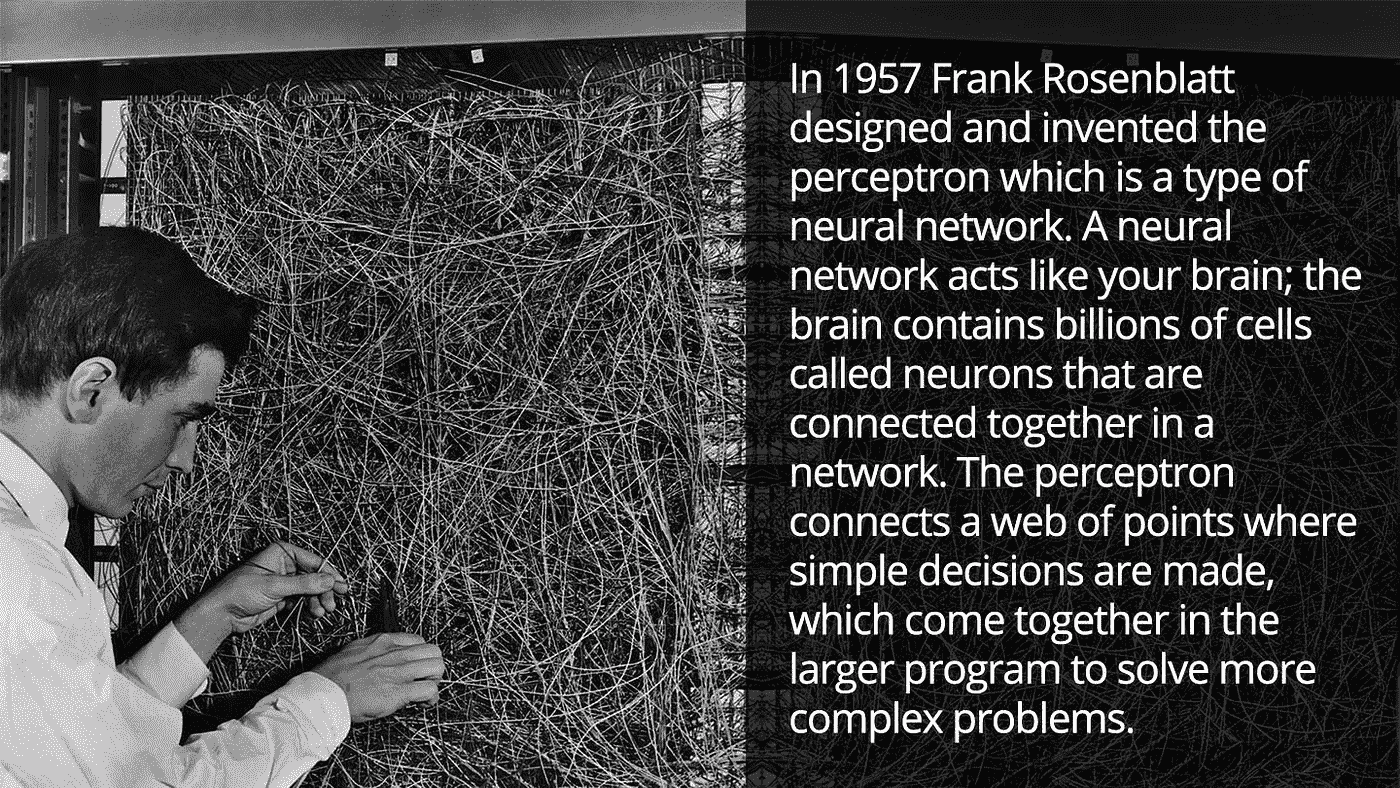 In 1957 Frank Rosenblatt
designed and invented the
perceptron which is a type of
neural network. A neural
network acts like your brain; the
brain contains billions of cells
called neurons that are
connected together in a
network. The perceptron
connects a web of points where
simple decisions are made,
which come together in the
larger program to solve more
complex problems.